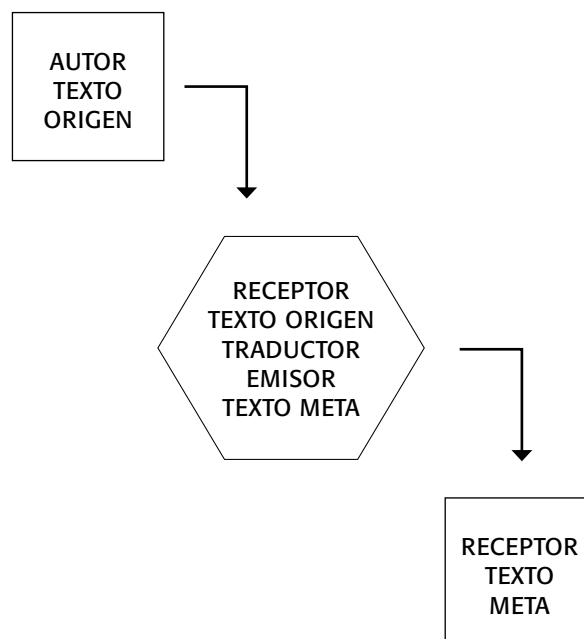 AUTOR
TEXTO
ORIGEN
RECEPTOR
TEXTO ORIGEN
TRADUCTOR
EMISOR
TEXTO META
RECEPTOR
TEXTO
META